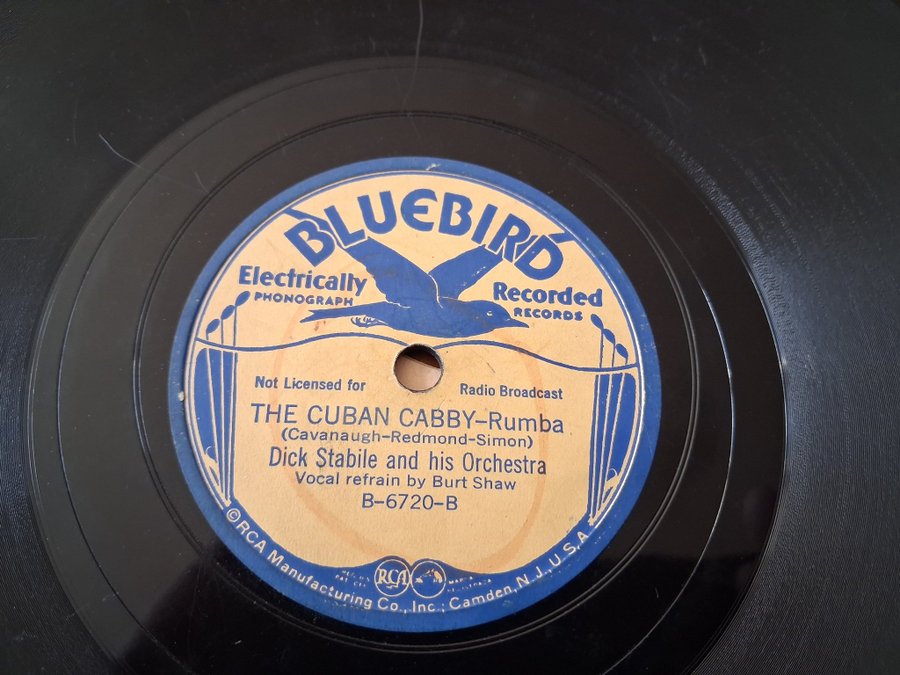 BLUEBIRD
Electrically Recorded
PHONOGRAPH RECORDS
Not Licensed for Radio Broadcast
THE CUBAN CABBY–Rumba
(Cavanaugh–Redmond–Simon)
Dick Stabile and his Orchestra
Vocal refrain by Burt Shaw
B–6720–B
RCA
©RCA Manufacturing Co., Inc.; Camden, N.J., U.S.A.